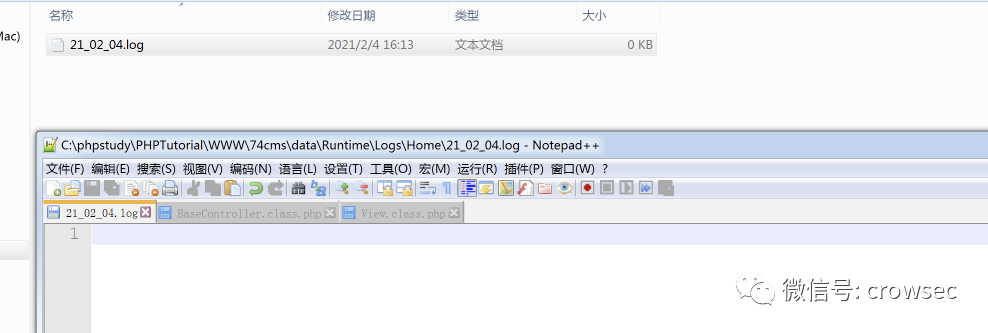 名称 修改日期 类型 大小
Mac)
21_02_04.log 2021/2/4 16:13 文本文档 0 KB
C:\phpstudy\PHPTutorial\WWW\74cms\data\Runtime\Logs\Home\21_02_04.log - Notepad++
文件(F) 编辑(E) 搜索(S) 视图(V) 编码(N) 语言(L) 设置(T) 工具(O) 宏(M) 运行(R) 插件(P) 窗口(W) ?
21_02_04.log BaseController.class.php View.class.php
1
微信号: crowsec